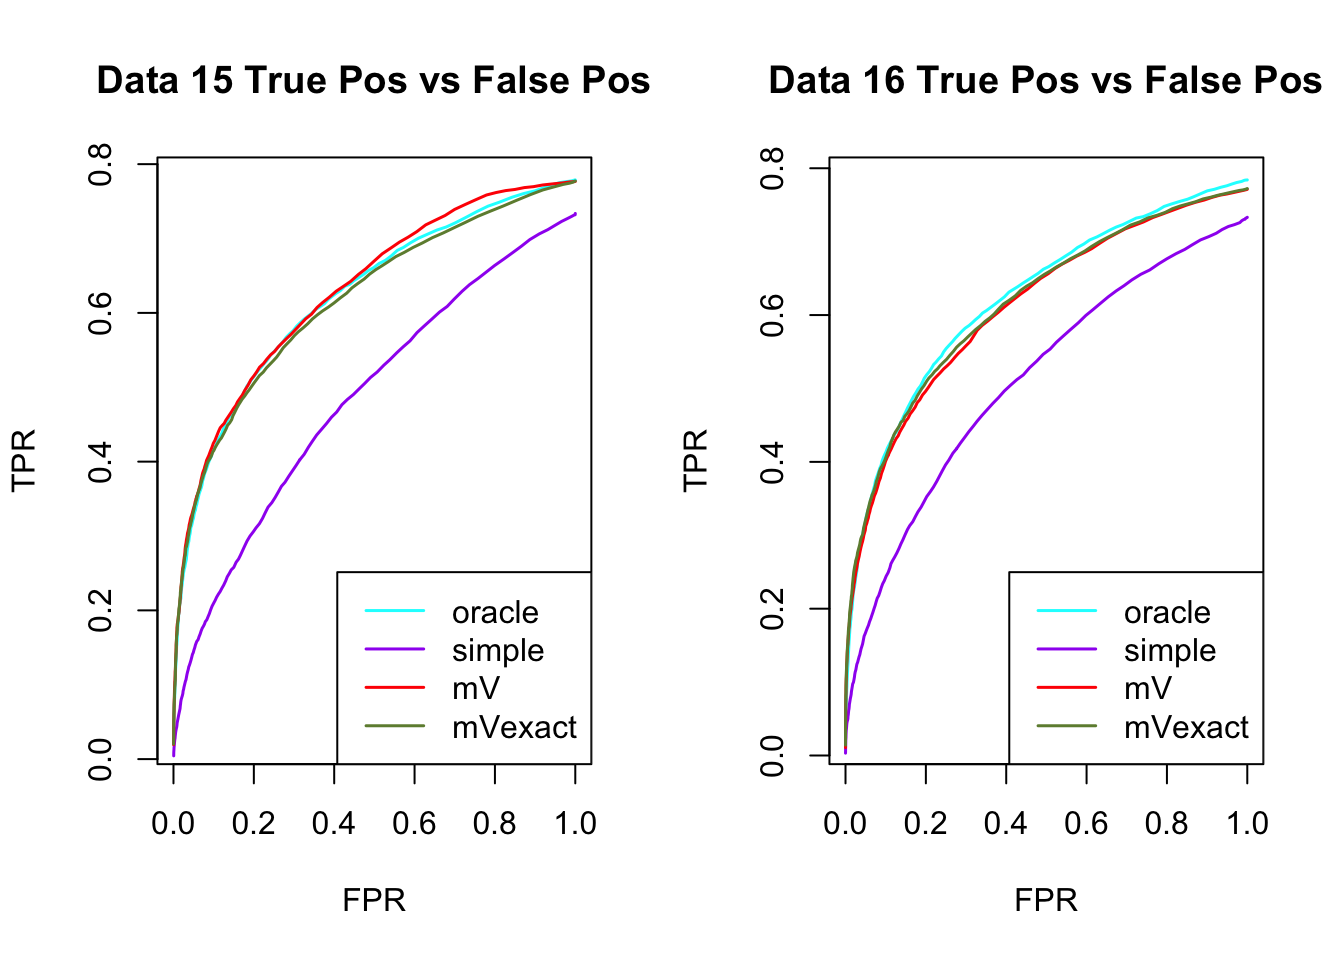 Data 15 True Pos vs False Pos
TPR
0.8
0.6
0.4
0.2
0.0
oracle
simple
mV
mVexact
0.0 0.2 0.4 0.6 0.8 1.0
FPR
Data 16 True Pos vs False Pos
TPR
0.8
0.6
0.4
0.2
0.0
oracle
simple
mV
mVexact
0.0 0.2 0.4 0.6 0.8 1.0
FPR